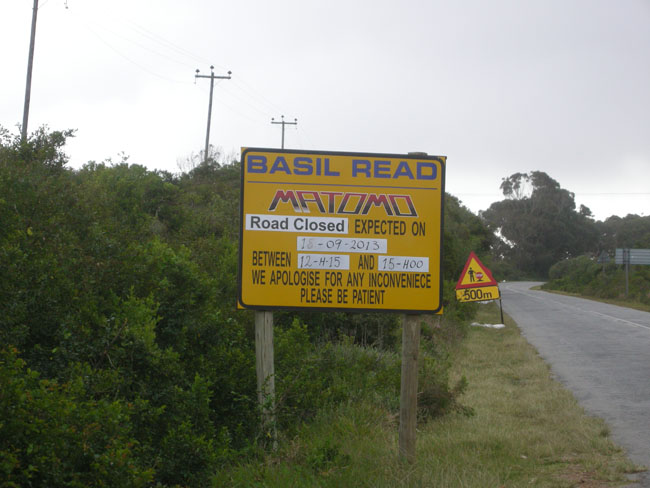 BASIL READ
MATOMO
Road Closed EXPECTED ON
18-09-2013
BETWEEN 12-H-15 AND 15-H00
WE APOLOGISE FOR ANY INCONVENIECE
PLEASE BE PATIENT
500m